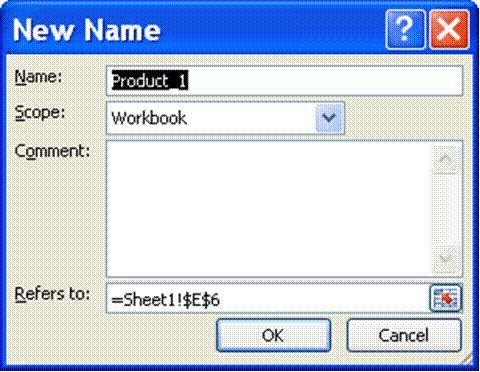 New Name
Name: Product_1
Scope: Workbook
Comment:
Refers to: =Sheet1!$E$6
OK Cancel